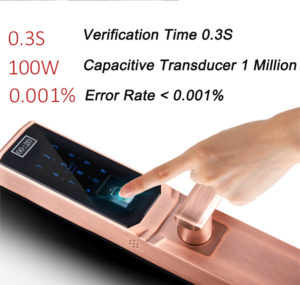 0.3S Verification Time 0.3S
100W Capacitive Transducer 1 Million
0.001% Error Rate < 0.001%